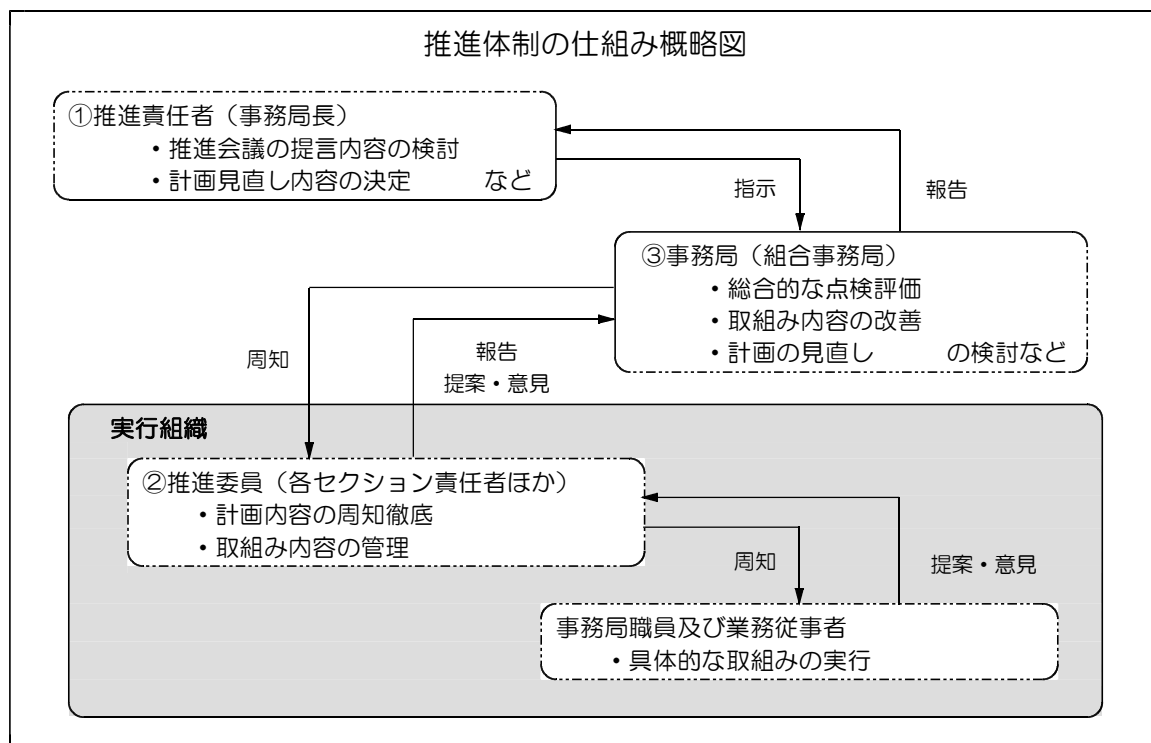 推進体制の仕組み概略図
①推進責任者（事務局長）
・推進会議の提言内容の検討
・計画見直し内容の決定　　など
指示
報告
③事務局（組合事務局）
・総合的な点検評価
・取組み内容の改善
・計画の見直し　　の検討など
周知
報告
提案・意見
実行組織
②推進委員（各セクション責任者ほか）
・計画内容の周知徹底
・取組み内容の管理
周知
提案・意見
事務局職員及び業務従事者
・具体的な取組みの実行